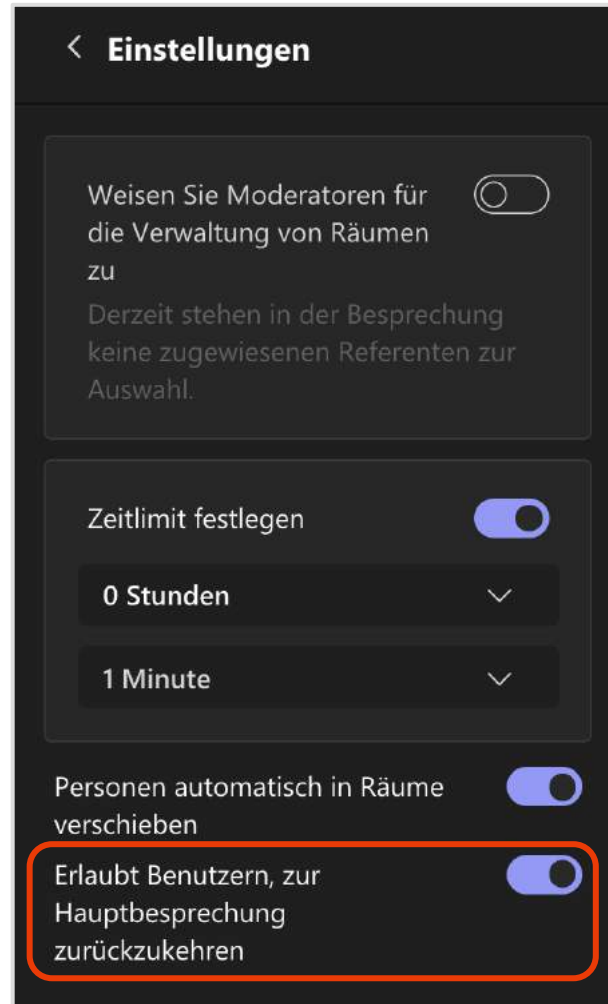 Einstellungen
Weisen Sie Moderatoren für
die Verwaltung von Räumen
zu
Derzeit stehen in der Besprechung
keine zugewiesenen Referenten zur
Auswahl.
Zeitlimit festlegen
0 Stunden
1 Minute
Personen automatisch in Räume
verschieben
Erlaubt Benutzern, zur
Hauptbesprechung
zurückzukehren